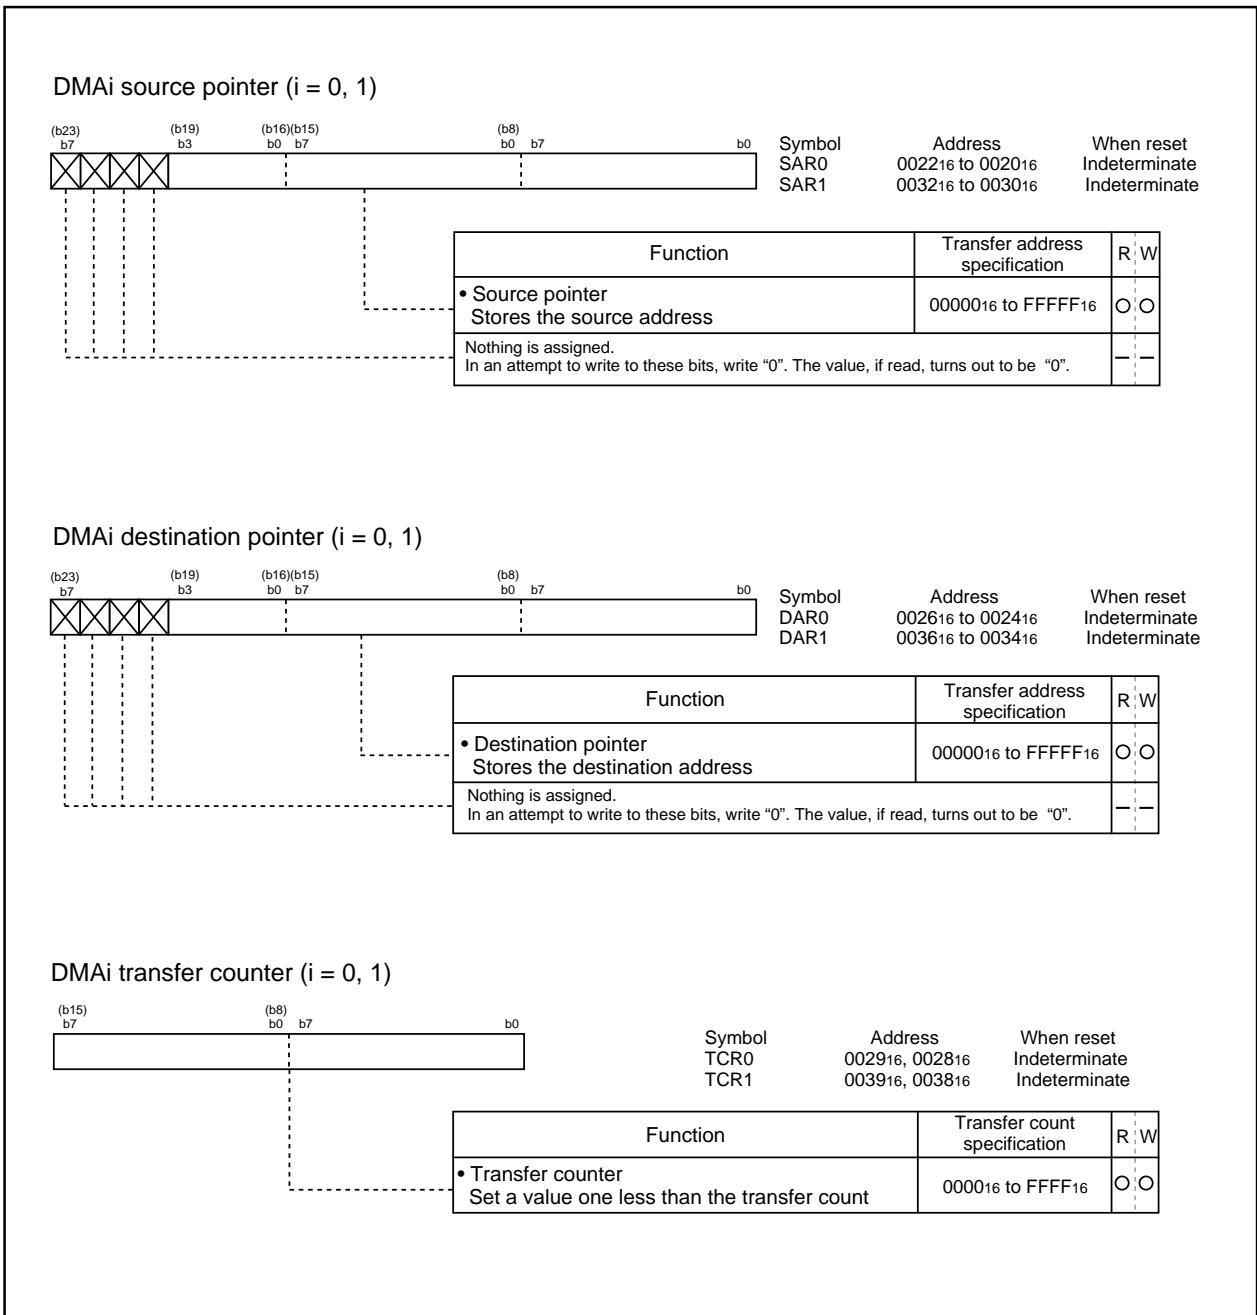 DMAi source pointer (i = 0, 1)
(b23) (b19) (b16)(b15) (b8)
b7 b3 b0 b7 b0 b7 b0
Symbol Address When reset
SAR0 002216 to 002016 Indeterminate
SAR1 003216 to 003016 Indeterminate
Function Transfer address specification R W
• Source pointer
Stores the source address
0000016 to FFFFF16
Nothing is assigned.
In an attempt to write to these bits, write “0”. The value, if read, turns out to be “0”.
DMAi destination pointer (i = 0, 1)
(b23) (b19) (b16)(b15) (b8)
b7 b3 b0 b7 b0 b7 b0
Symbol Address When reset
DAR0 002616 to 002416 Indeterminate
DAR1 003616 to 003416 Indeterminate
Function Transfer address specification R W
• Destination pointer
Stores the destination address
0000016 to FFFFF16
Nothing is assigned.
In an attempt to write to these bits, write “0”. The value, if read, turns out to be “0”.
DMAi transfer counter (i = 0, 1)
(b15) (b8)
b7 b0 b7 b0
Symbol Address When reset
TCR0 002916, 002816 Indeterminate
TCR1 003916, 003816 Indeterminate
Function Transfer count specification R W
• Transfer counter
Set a value one less than the transfer count
000016 to FFFF16